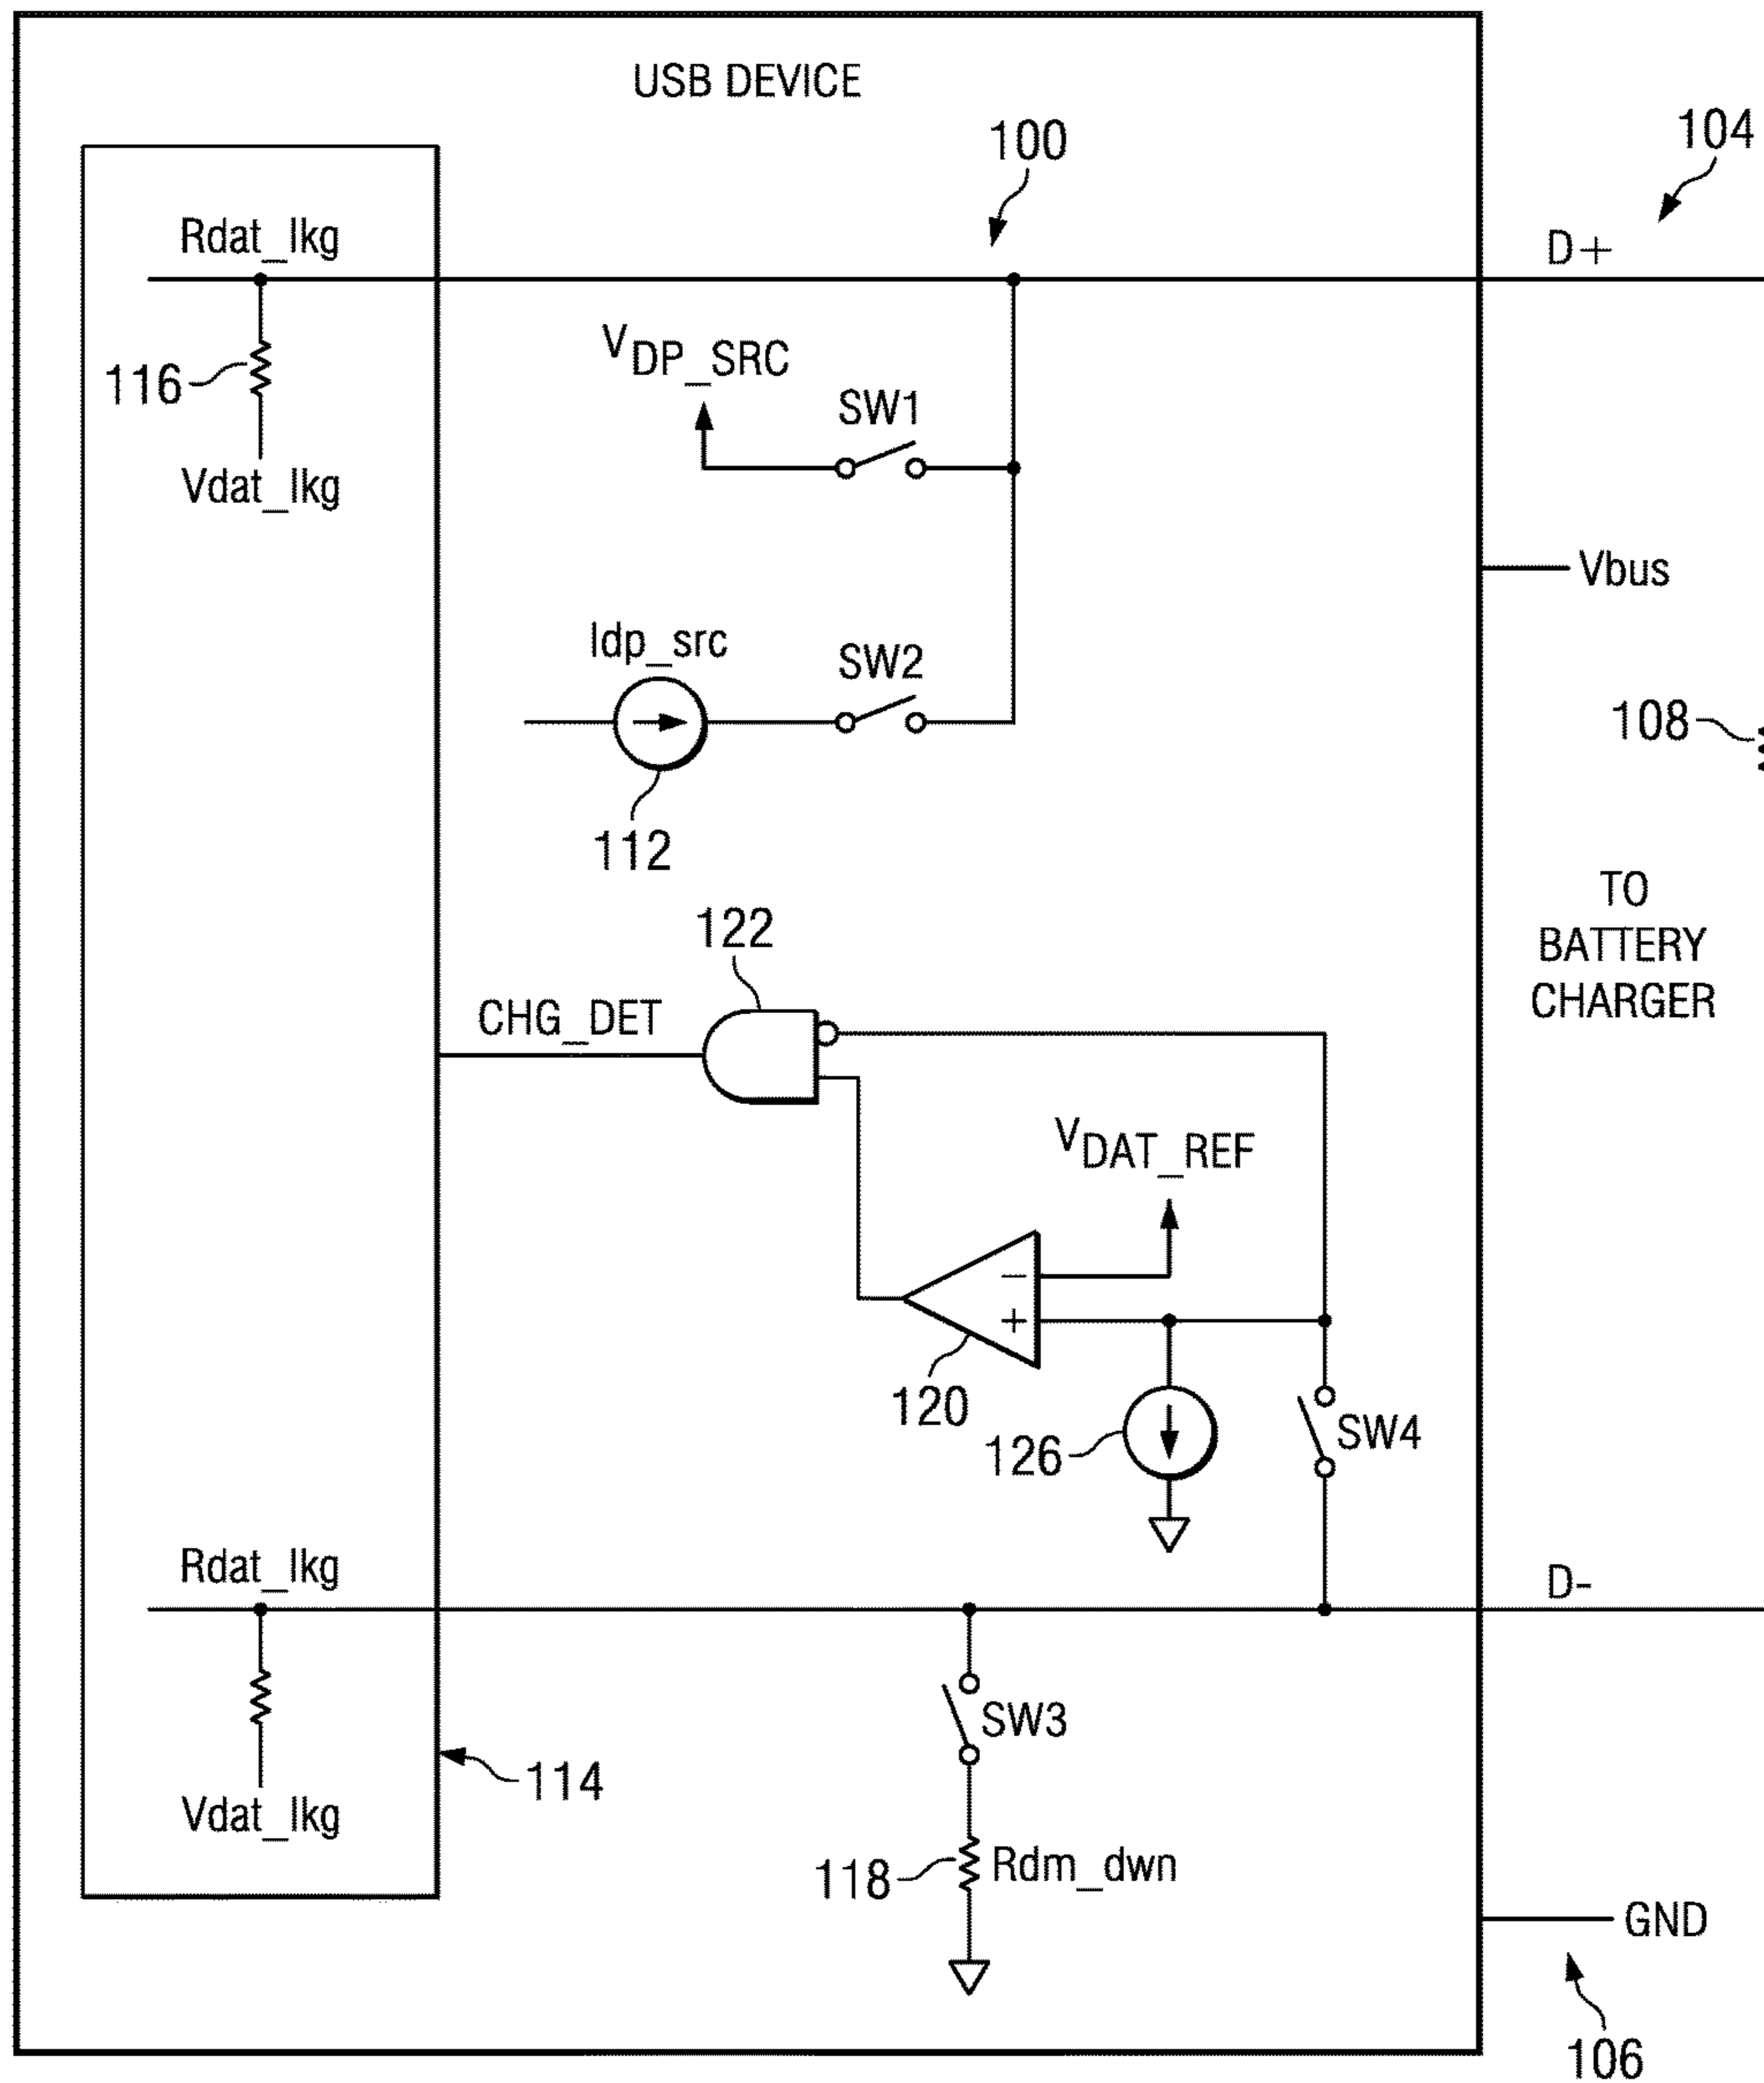 USB DEVICE
100
104
Rdat_lkg
D+
VDP_SRC
116
SW1
Vdat_lkg
Vbus
Idp_src
SW2
108
112
TO
BATTERY
CHARGER
122
CHG_DET
VDAT_REF
-
+
120
126
SW4
Rdat_lkg
D-
SW3
114
Vdat_lkg
118
Rdm_dwn
GND
106